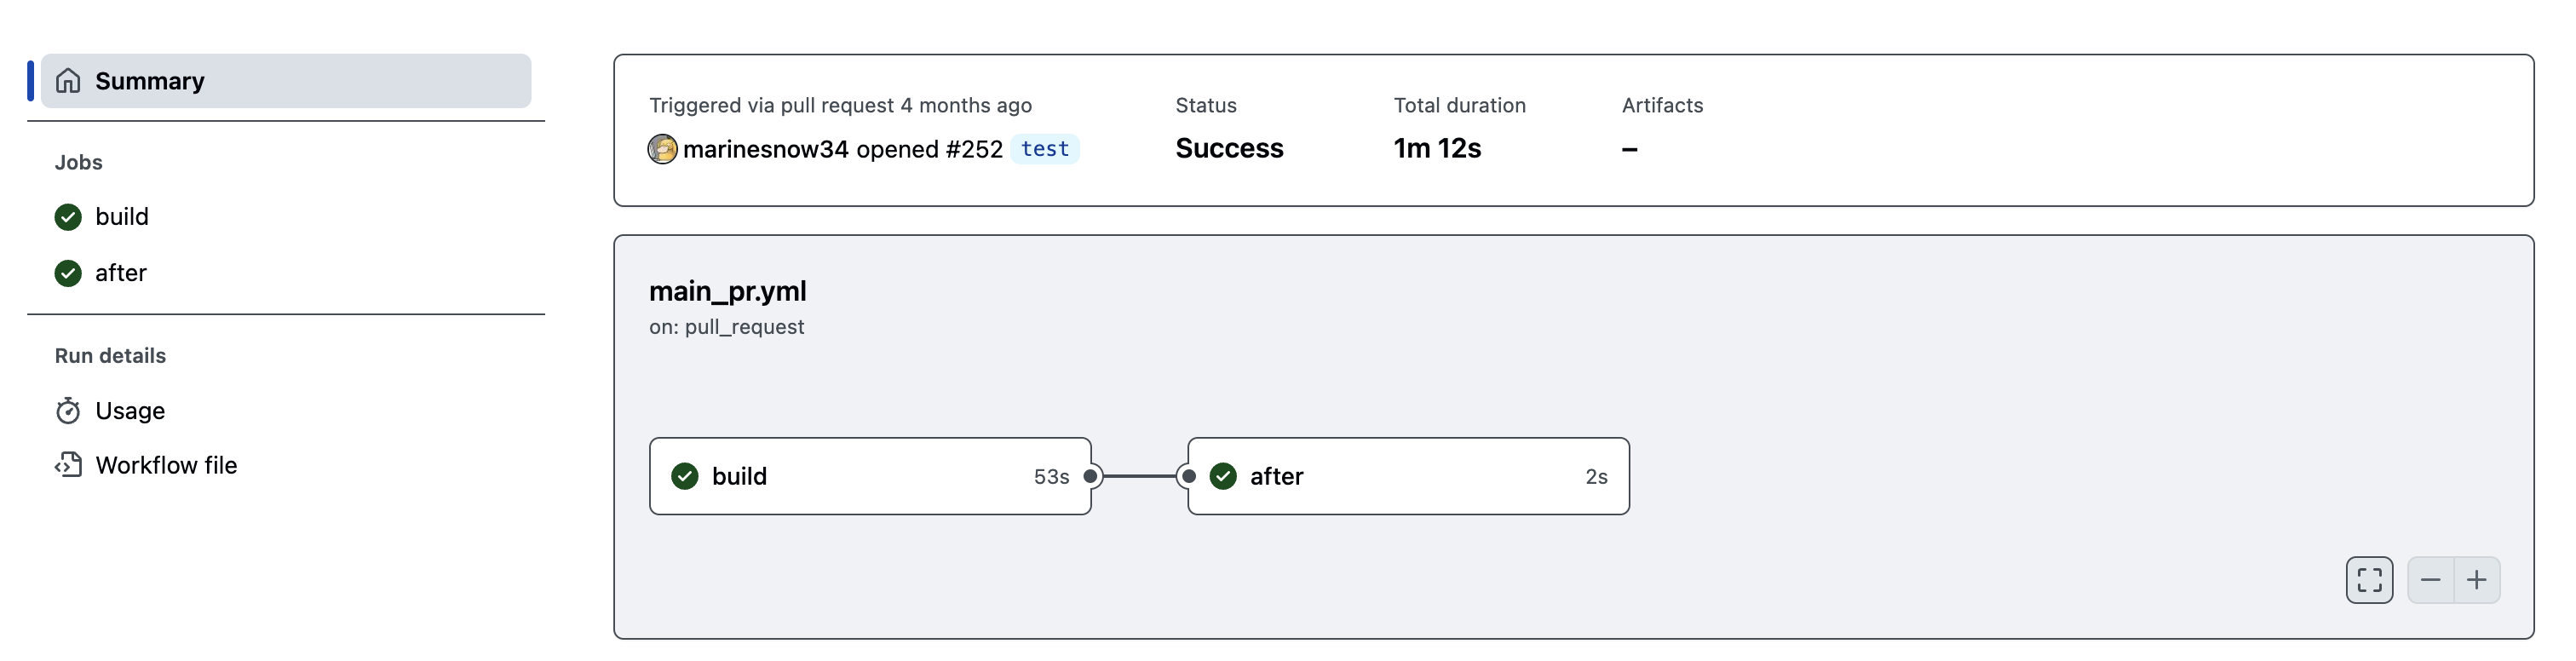 Summary
Jobs
build
after
Run details
Usage
Workflow file
Triggered via pull request 4 months ago
marinesnow34 opened #252 test
Status
Success
Total duration
1m 12s
Artifacts
–
main_pr.yml
on: pull_request
build 53s
after 2s